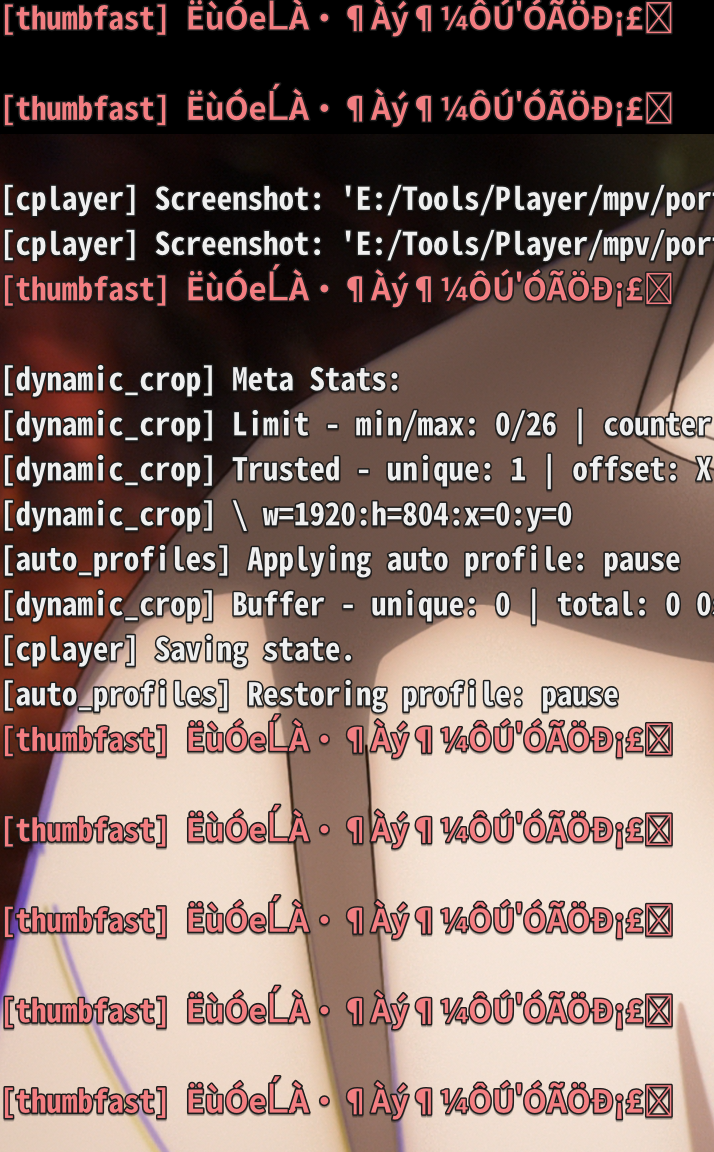 [thumbfast] ËùÓеĹܵÀ·¶Àý¶¼ÔÚ'ÓÃÖС£
[thumbfast] ËùÓеĹܵÀ·¶Àý¶¼ÔÚ'ÓÃÖС£
[cplayer] Screenshot: 'E:/Tools/Player/mpv/por
[cplayer] Screenshot: 'E:/Tools/Player/mpv/por
[thumbfast] ËùÓeĹÀ•¶Àý¶¼ÔÚ'ÓÃÖÐ¡£
[dynamic_crop] Meta Stats:
[dynamic_crop] Limit - min/max: 0/26 | counter
[dynamic_crop] Trusted - unique: 1 | offset: X
[dynamic_crop] \ w=1920:h=804:x=0:y=0
[auto_profiles] Applying auto profile: pause
[dynamic_crop] Buffer - unique: 0 | total: 0 0
[cplayer] Saving state.
[auto_profiles] Restoring profile: pause
[thumbfast] ËùÓeĹÀ•¶Àý¶¼ÔÚ'ÓÃÖÐ¡£
[thumbfast] ËùÓeĹÀ•¶Àý¶¼ÔÚ'ÓÃÖÐ¡£
[thumbfast] ËùÓeĹÀ•¶Àý¶¼ÔÚ'ÓÃÖÐ¡£
[thumbfast] ËùÓeĹÀ•¶Àý¶¼ÔÚ'ÓÃÖÐ¡£
[thumbfast] ËùÓeĹÀ•¶Àý¶¼ÔÚ'ÓÃÖÐ¡£